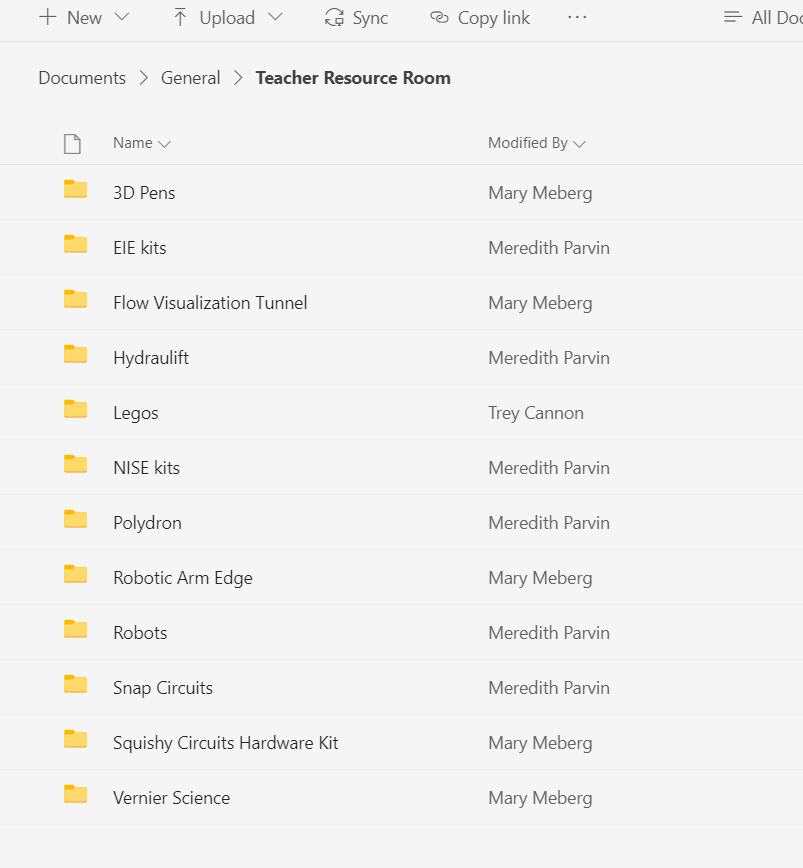 New Upload Sync Copy link ... All Doc
Documents > General > Teacher Resource Room
Name Modified By
3D Pens Mary Meberg
EIE kits Meredith Parvin
Flow Visualization Tunnel Mary Meberg
Hydraulift Meredith Parvin
Legos Trey Cannon
NISE kits Meredith Parvin
Polydron Meredith Parvin
Robotic Arm Edge Mary Meberg
Robots Meredith Parvin
Snap Circuits Meredith Parvin
Squishy Circuits Hardware Kit Mary Meberg
Vernier Science Mary Meberg